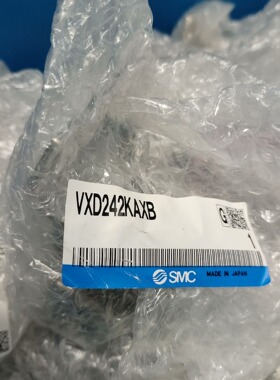 VXD242KAXB
G
1
SMC MADE IN JAPAN